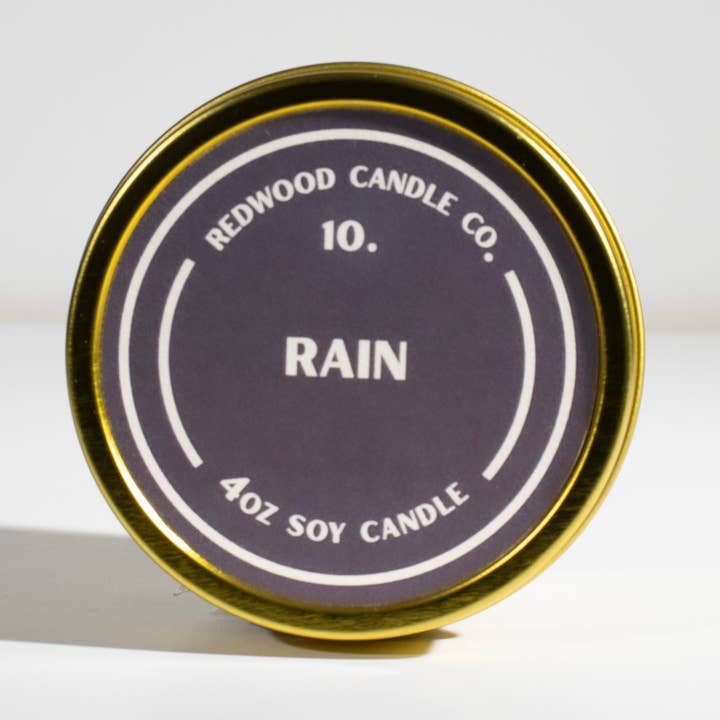 REDWOOD CANDLE CO.
10.
RAIN
4OZ SOY CANDLE